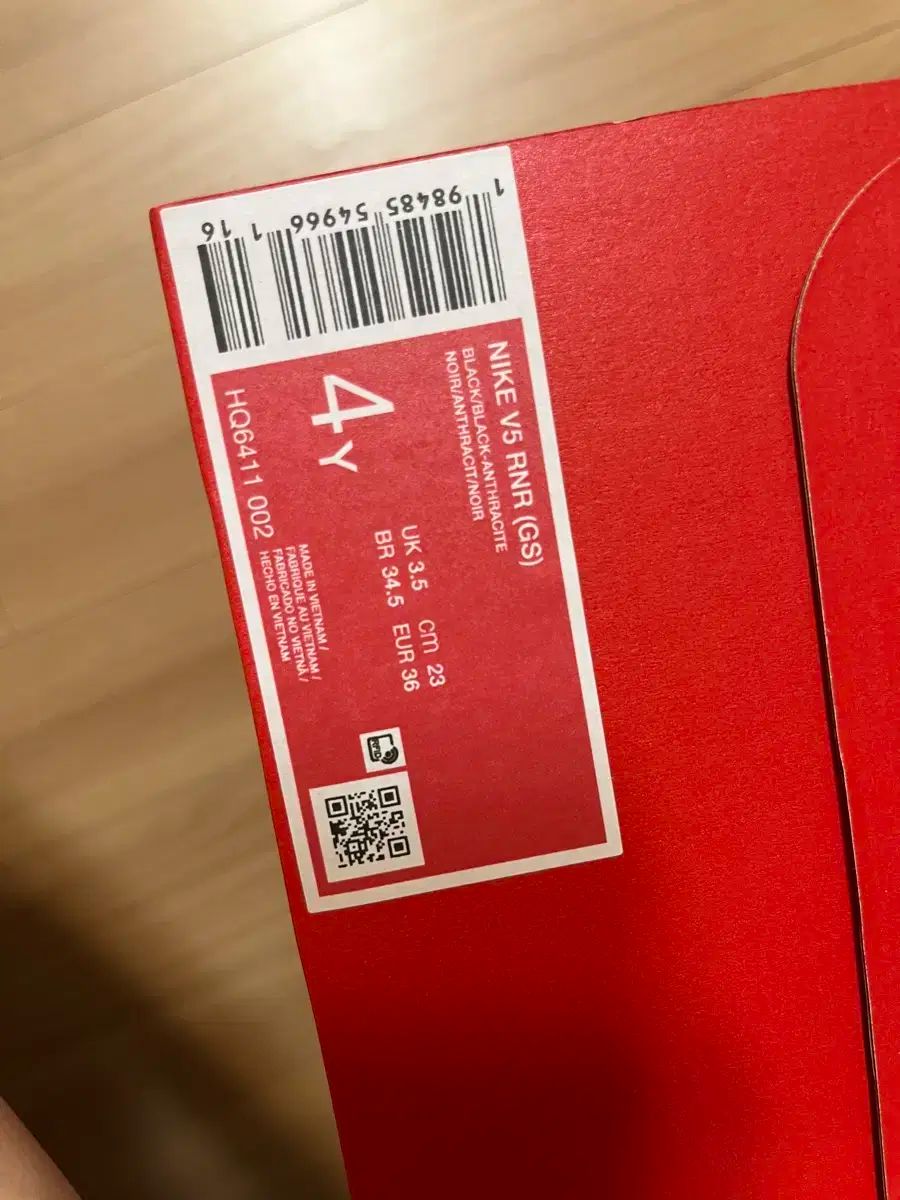 NIKE V5 RNR (GS)
BLACK/BLACK-ANTHRACITE
NOIR/ANTHRACIT/NOIR
UK 3.5 cm 23
BR 34.5 EUR 36
4Y
MADE IN VIETNAM /
FABRIQUE AU VIETNAM /
FABRICADO NO VIETNÃ /
HECHO EN VIETNAM
HQ6411 002
RFID
1 98485 54966 1 16